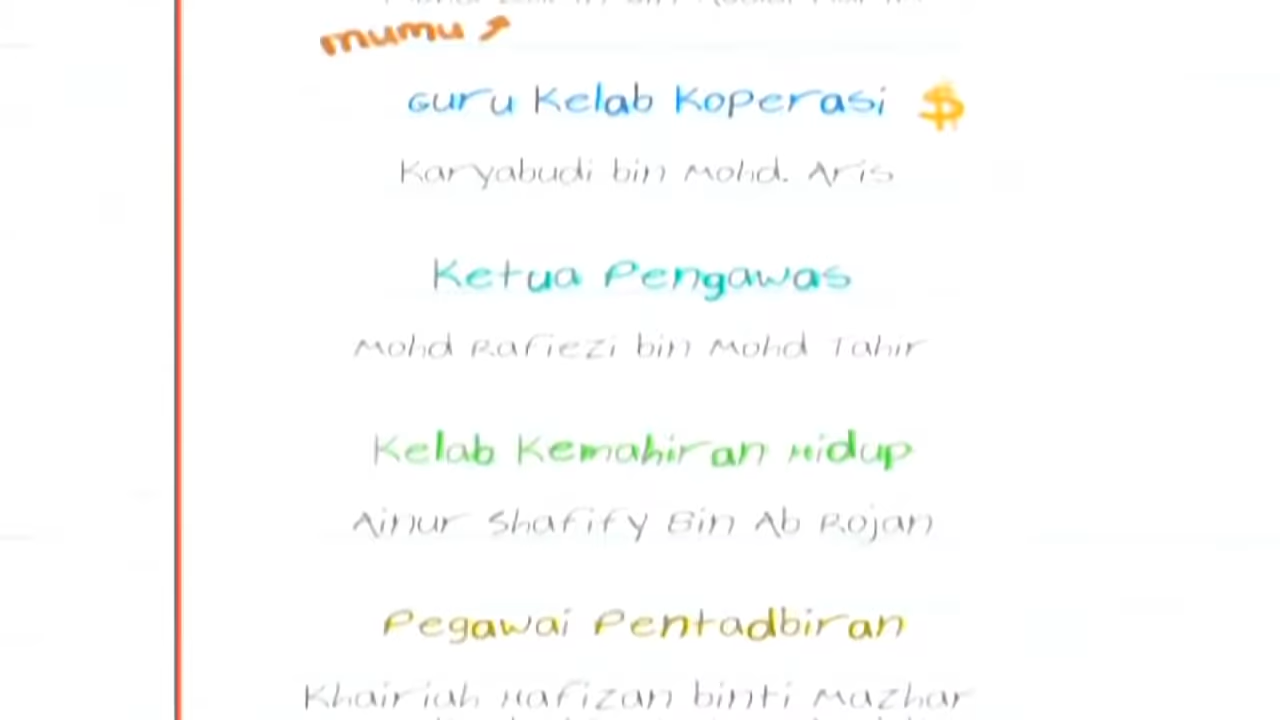 mumu
Guru Kelab Koperasi $
Karyabudi bin Mohd. Aris
Ketua Pengawas
Mohd Rafiezi bin Mohd Tahir
Kelab Kemahiran Hidup
Ainur Shafify Bin Ab Rojan
Pegawai Pentadbiran
Khairiah Hafizan binti Mazhar